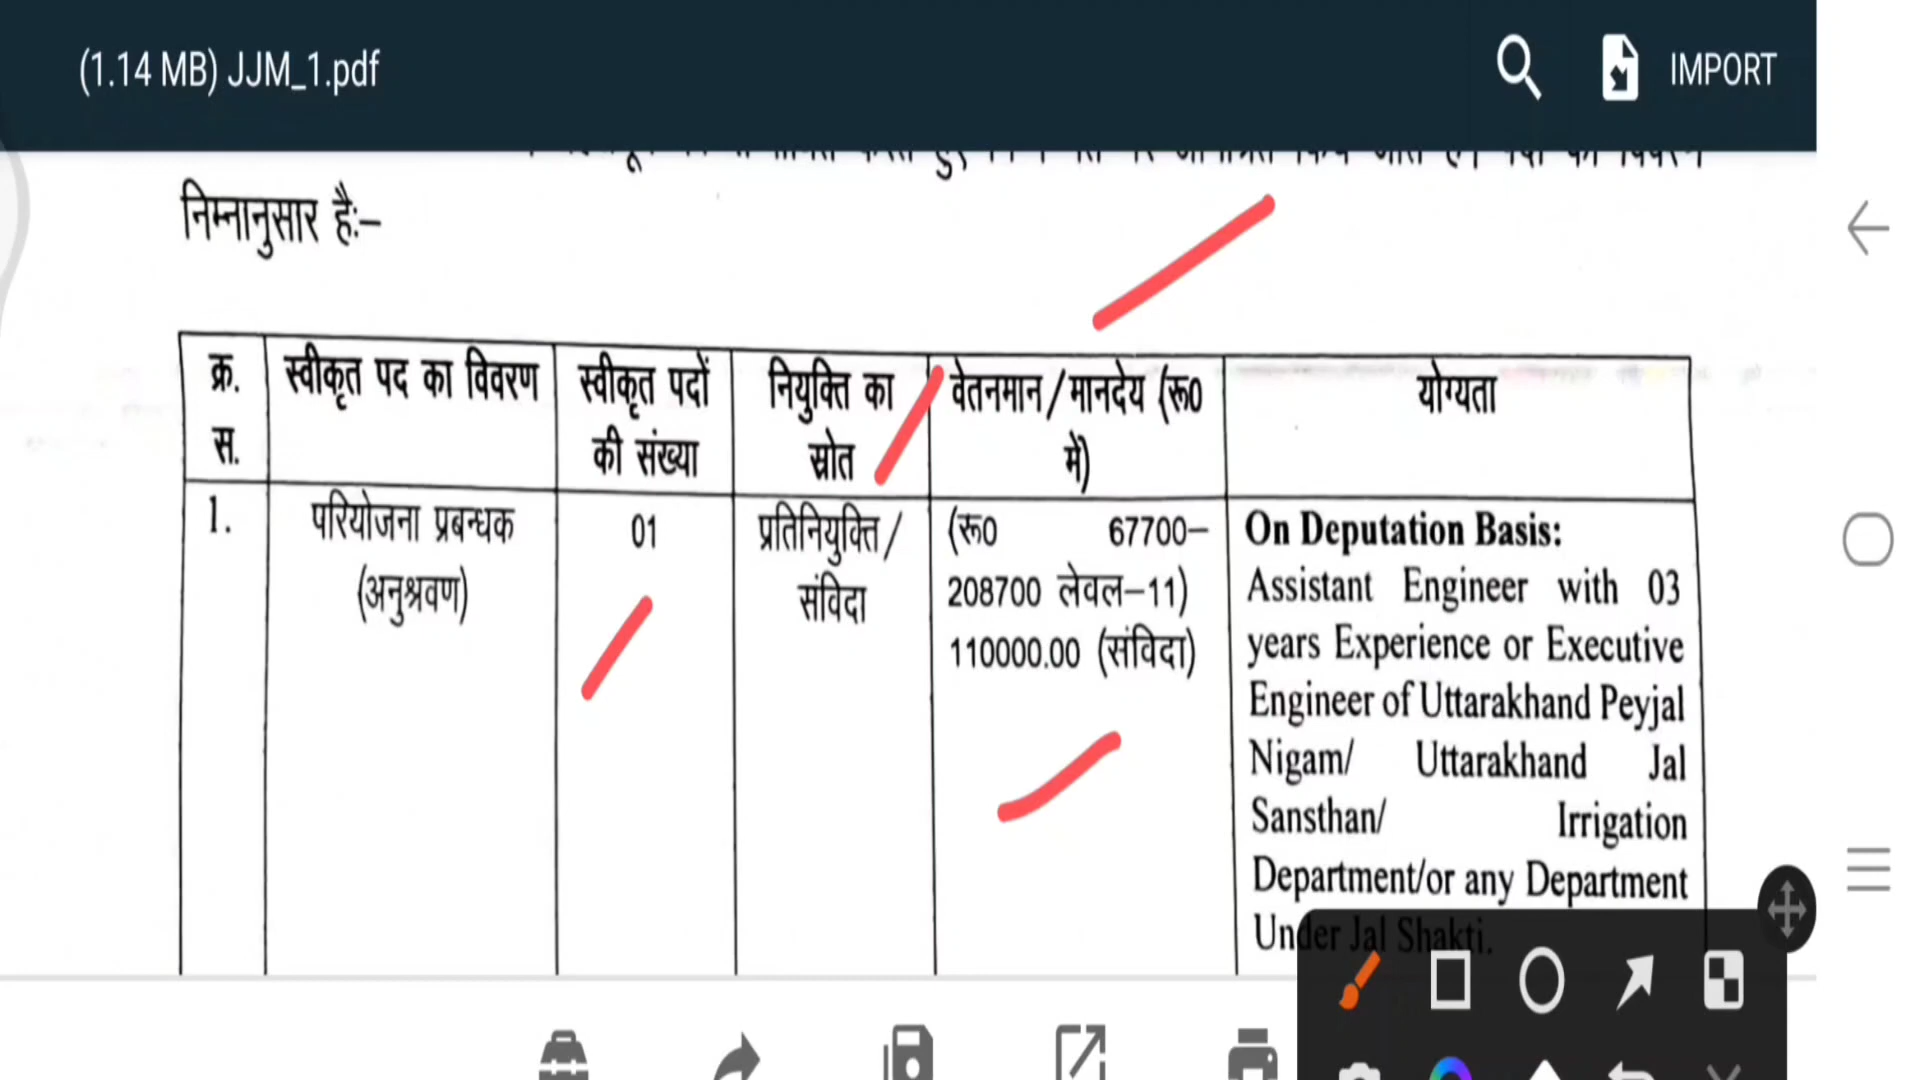 (1.14 MB) JJM_1.pdf
IMPORT
निम्नानुसार है:–
क्र. स.
स्वीकृत पद का विवरण
स्वीकृत पदों की संख्या
नियुक्ति का स्रोत
वेतनमान/मानदेय (रू0 में)
योग्यता
1.
परियोजना प्रबन्धक
(अनुश्रवण)
01
प्रतिनियुक्ति/
संविदा
(रू0 67700–
208700 लेवल–11)
110000.00 (संविदा)
On Deputation Basis:
Assistant Engineer with 03
years Experience or Executive
Engineer of Uttarakhand Peyjal
Nigam/ Uttarakhand Jal
Sansthan/ Irrigation
Department/or any Department
Under Jal Shakti.